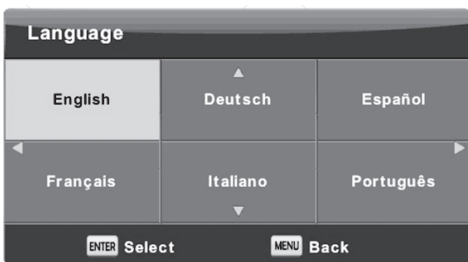 Language
English Deutsch Español
Français Italiano Português
ENTER Select MENU Back